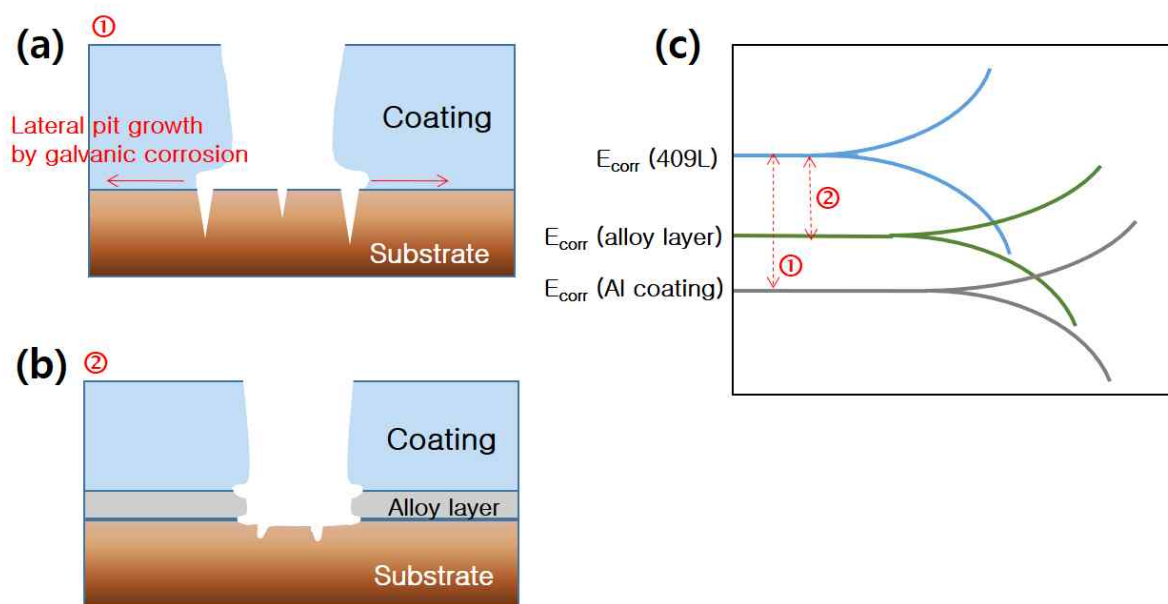 (a)
①
Coating
Lateral pit growth
by galvanic corrosion
Substrate
(b)
②
Coating
Alloy layer
Substrate
(c)
Ecorr (409L)
②
Ecorr (alloy layer)
①
Ecorr (Al coating)